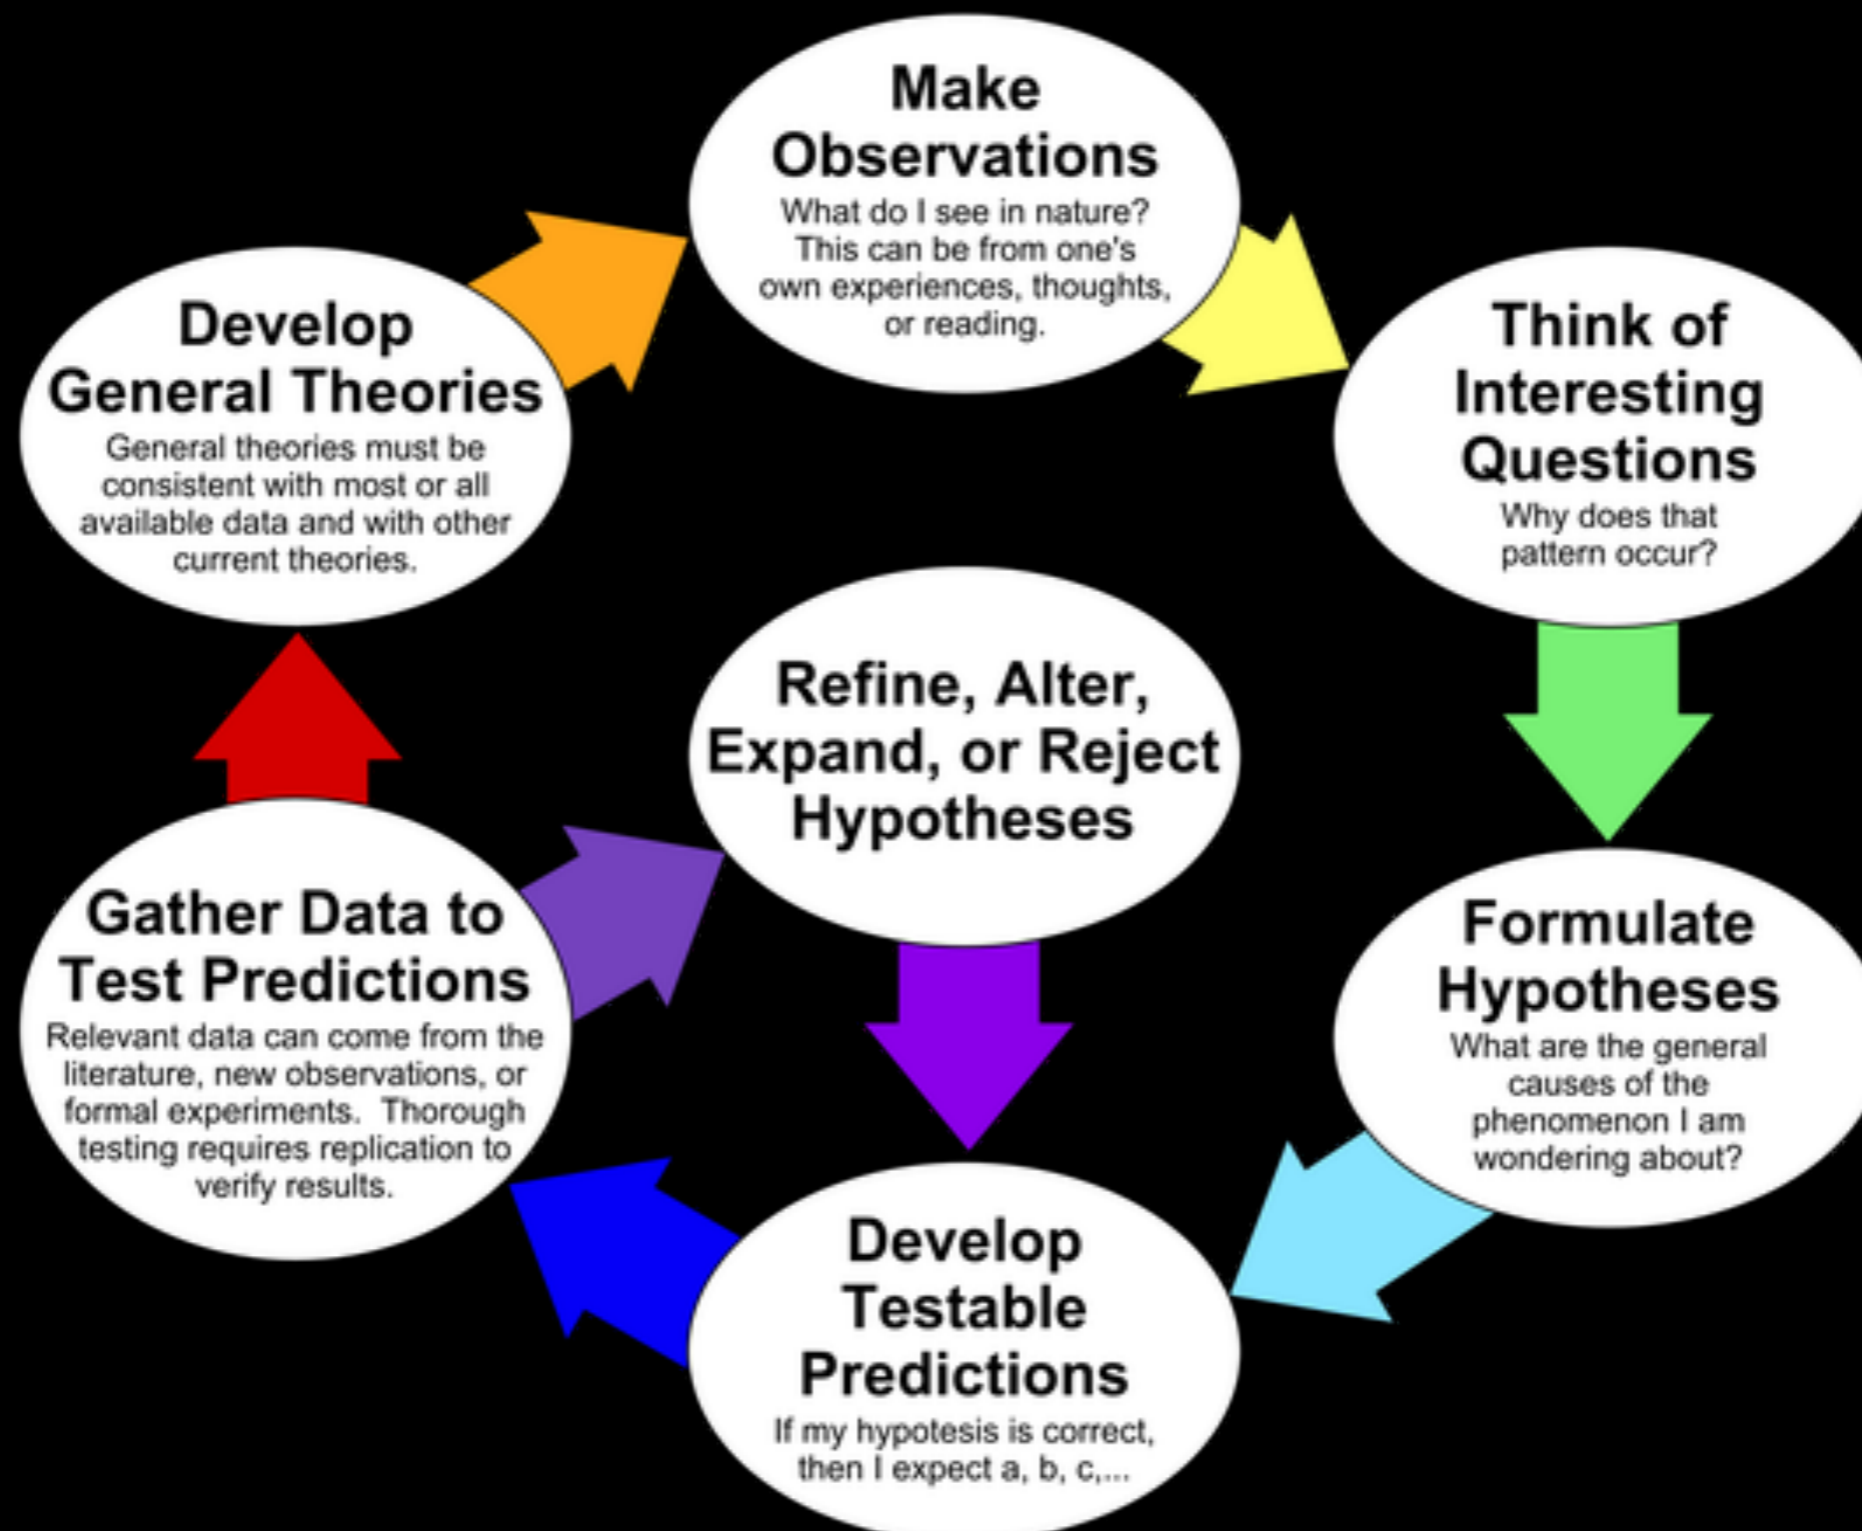 Make
Observations
What do I see in nature?
This can be from one's
own experiences, thoughts,
or reading.
Think of
Interesting
Questions
Why does that
pattern occur?
Formulate
Hypotheses
What are the general
causes of the
phenomenon I am
wondering about?
Develop
Testable
Predictions
If my hypotesis is correct,
then I expect a, b, c,...
Gather Data to
Test Predictions
Relevant data can come from the
literature, new observations, or
formal experiments. Thorough
testing requires replication to
verify results.
Refine, Alter,
Expand, or Reject
Hypotheses
Develop
General Theories
General theories must be
consistent with most or all
available data and with other
current theories.